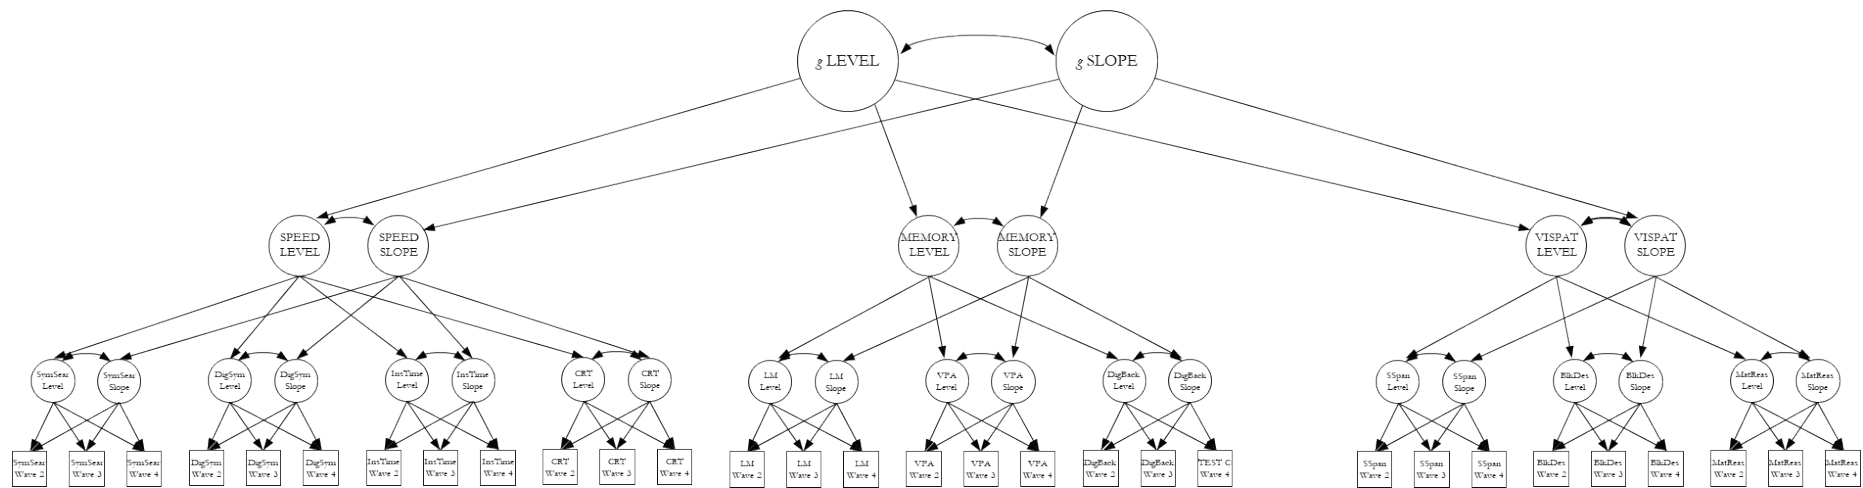 g LEVEL
g SLOPE
SPEED
LEVEL
SPEED
SLOPE
MEMORY
LEVEL
MEMORY
SLOPE
VISPAT
LEVEL
VISPAT
SLOPE
SymSear
Level
SymSear
Slope
DigSym
Level
DigSym
Slope
InsTime
Level
InsTime
Slope
CRT
Level
CRT
Slope
LM
Level
LM
Slope
VPA
Level
VPA
Slope
DigBack
Level
DigBack
Slope
SSpan
Level
SSpan
Slope
BlkDes
Level
BlkDes
Slope
MatReas
Level
MatReas
Slope
SymSear
Wave 2
SymSear
Wave 3
SymSear
Wave 4
DigSym
Wave 2
DigSym
Wave 3
DigSym
Wave 4
InsTime
Wave 2
InsTime
Wave 3
InsTime
Wave 4
CRT
Wave 2
CRT
Wave 3
CRT
Wave 4
LM
Wave 2
LM
Wave 3
LM
Wave 4
VPA
Wave 2
VPA
Wave 3
VPA
Wave 4
DigBack
Wave 2
DigBack
Wave 3
TEST C
Wave 4
SSpan
Wave 2
SSpan
Wave 3
SSpan
Wave 4
BlkDes
Wave 2
BlkDes
Wave 3
BlkDes
Wave 4
MatReas
Wave 2
MatReas
Wave 3
MatReas
Wave 4